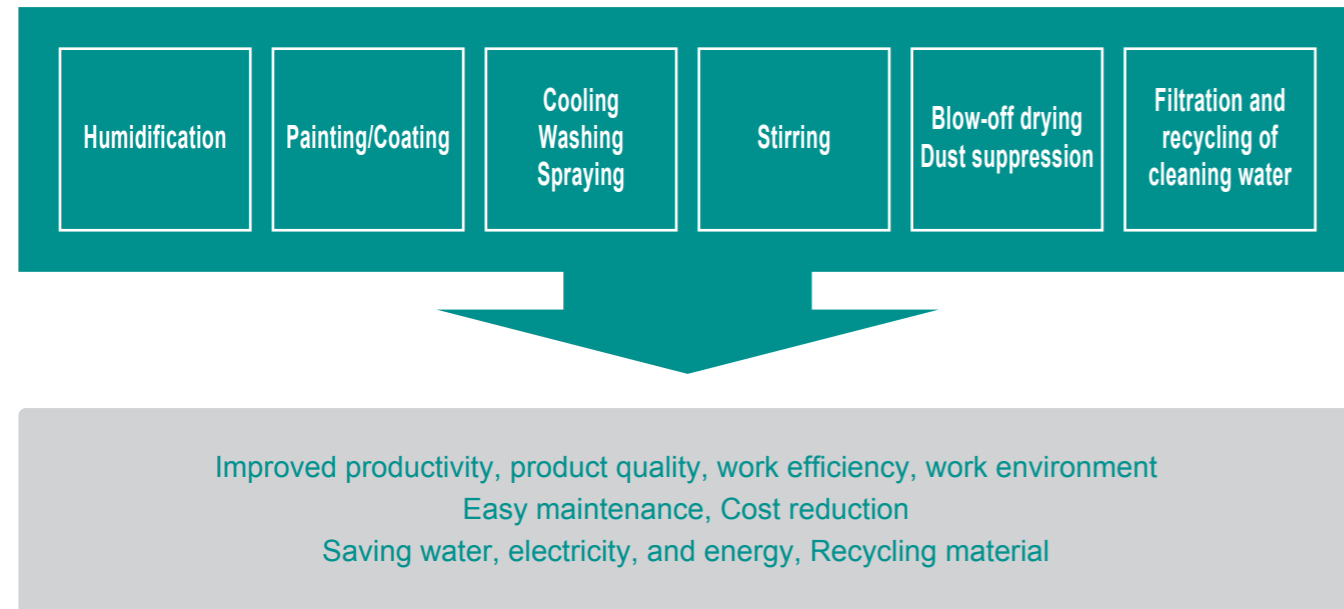 Humidification
Painting/Coating
Cooling
Washing
Spraying
Stirring
Blow-off drying
Dust suppression
Filtration and
recycling of
cleaning water
Improved productivity, product quality, work efficiency, work environment
Easy maintenance, Cost reduction
Saving water, electricity, and energy, Recycling material